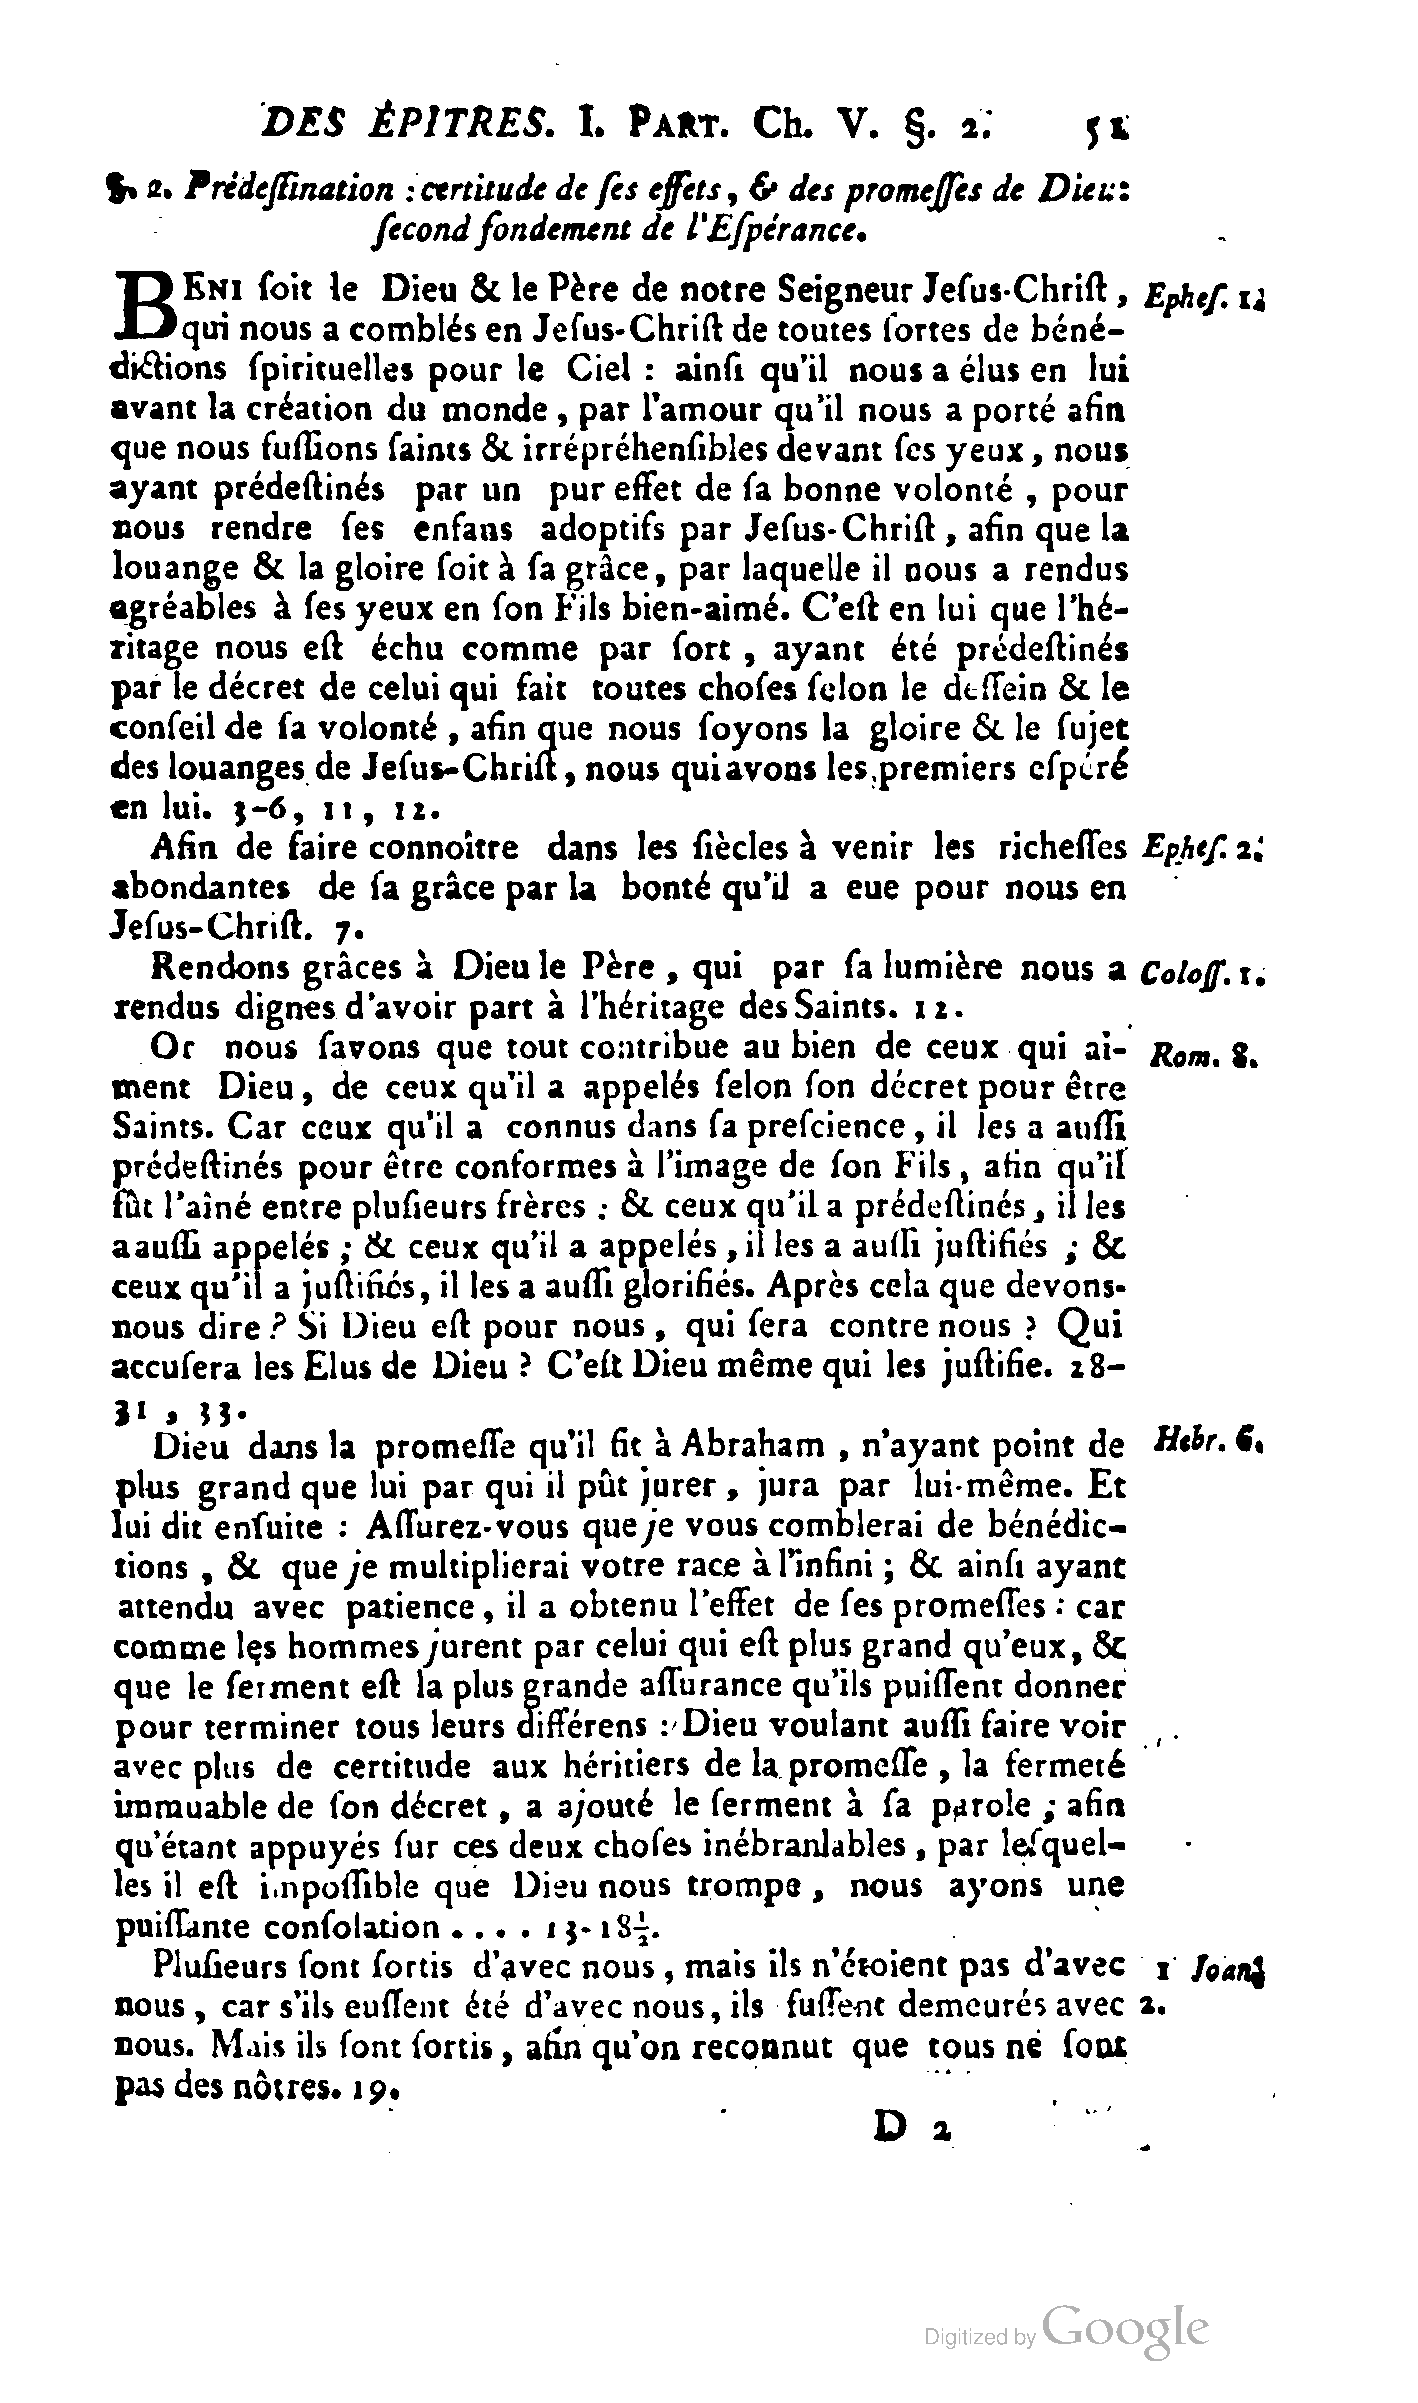 DES ÉPITRES. I. PART. Ch. V. §. 2. 51
§. 2. Prédeſtination : certitude de ſes effets, & des promeſſes de Dieu:
ſecond fondement de l'Eſpérance.
BENI ſoit le Dieu & le Père de notre Seigneur Jeſus-Chriſt, Epheſ. 1.
qui nous a comblés en Jeſus-Chriſt de toutes ſortes de béné-
dictions ſpirituelles pour le Ciel : ainſi qu'il nous a élus en lui
avant la création du monde, par l'amour qu'il nous a porté afin
que nous fuſſions ſaints & irrépréhenſibles devant ſes yeux, nous
ayant prédeſtinés par un pur effet de ſa bonne volonté, pour
nous rendre ſes enfans adoptifs par Jeſus-Chriſt, afin que la
louange & la gloire ſoit à ſa grâce, par laquelle il nous a rendus
agréables à ſes yeux en ſon Fils bien-aimé. C'eſt en lui que l'hé-
ritage nous eſt échu comme par ſort, ayant été prédeſtinés
par le décret de celui qui fait toutes choſes ſelon le deſſein & le
conſeil de ſa volonté, afin que nous ſoyons la gloire & le ſujet
des louanges de Jeſus-Chriſt, nous qui avons les premiers eſpéré
en lui. 3-6, 11, 12.
Afin de faire connoître dans les ſiècles à venir les richeſſes Epheſ. 2.
abondantes de ſa grâce par la bonté qu'il a eue pour nous en
Jeſus-Chriſt. 7.
Rendons grâces à Dieu le Père, qui par ſa lumière nous a Coloſſ. 1.
rendus dignes d'avoir part à l'héritage des Saints. 12.
Or nous ſavons que tout contribue au bien de ceux qui ai- Rom. 8.
ment Dieu, de ceux qu'il a appelés ſelon ſon décret pour être
Saints. Car ceux qu'il a connus dans ſa preſcience, il les a auſſi
prédeſtinés pour être conformes à l'image de ſon Fils, afin qu'il
fût l'aîné entre pluſieurs frères : & ceux qu'il a prédeſtinés, il les
a auſſi appelés ; & ceux qu'il a appelés, il les a auſſi juſtifiés ; &
ceux qu'il a juſtifiés, il les a auſſi glorifiés. Après cela que devons-
nous dire ? Si Dieu eſt pour nous, qui ſera contre nous ? Qui
accuſera les Elus de Dieu ? C'eſt Dieu même qui les juſtifie. 28-
31, 33.
Dieu dans la promeſſe qu'il fit à Abraham, n'ayant point de Hebr. 6.
plus grand que lui par qui il pût jurer, jura par lui-même. Et
lui dit enſuite : Aſſurez-vous que je vous comblerai de bénédic-
tions, & que je multiplierai votre race à l'infini ; & ainſi ayant
attendu avec patience, il a obtenu l'effet de ſes promeſſes : car
comme les hommes jurent par celui qui eſt plus grand qu'eux, &
que le ferment eſt la plus grande aſſurance qu'ils puiſſent donner
pour terminer tous leurs différens : Dieu voulant auſſi faire voir
avec plus de certitude aux héritiers de la promeſſe, la fermeté
immuable de ſon décret, a ajouté le ſerment à ſa parole ; afin
qu'étant appuyés ſur ces deux choſes inébranlables, par leſquel-
les il eſt impoſſible que Dieu nous trompe, nous ayons une
puiſſante conſolation .... 13-18½.
Pluſieurs ſont ſortis d'avec nous, mais ils n'étoient pas d'avec 1 Joan.
nous, car s'ils euſſent été d'avec nous, ils fuſſent demeurés avec 2.
nous. Mais ils ſont ſortis, afin qu'on reconnut que tous ne ſont
pas des nôtres. 19.
D 2
Digitized by Google